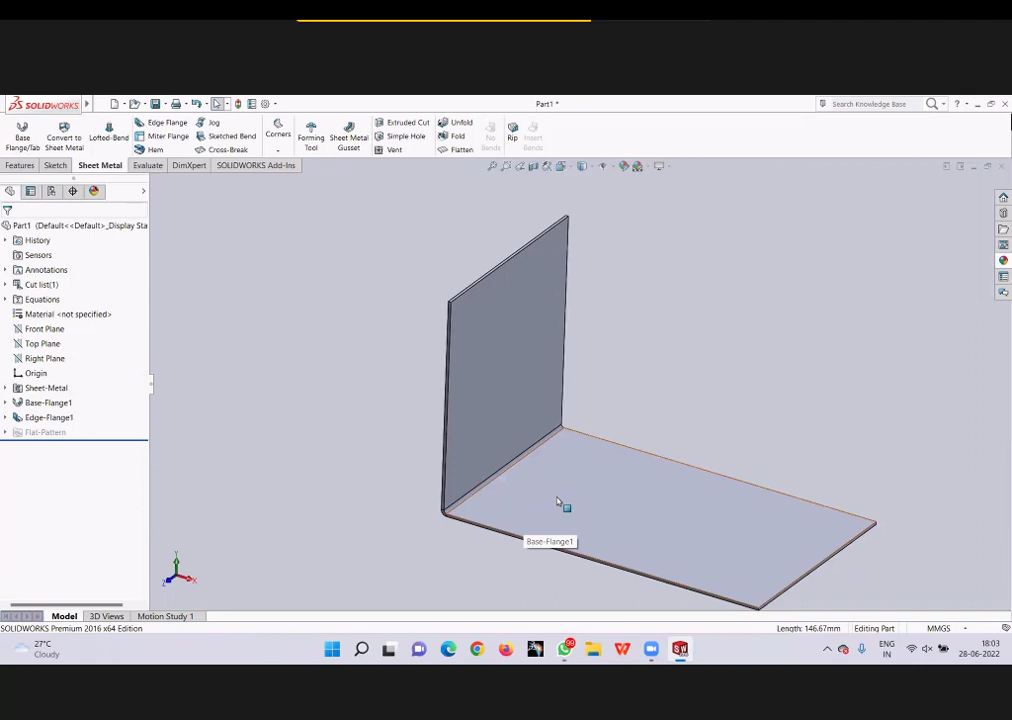 SOLIDWORKS
Part1 *
Search Knowledge Base
?
Base
Flange/Tab
Convert to
Sheet Metal
Lofted-Bend
Edge Flange
Miter Flange
Hem
Jog
Sketched Bend
Cross-Break
Corners
Forming
Tool
Sheet Metal
Gusset
Extruded Cut
Simple Hole
Vent
Unfold
Fold
Flatten
No
Bends
Rip
Insert
Bends
Features
Sketch
Sheet Metal
Evaluate
DimXpert
SOLIDWORKS Add-Ins
Part1 (Default<<Default>_Display Sta
History
Sensors
Annotations
Cut list(1)
Equations
Material <not specified>
Front Plane
Top Plane
Right Plane
Origin
Sheet-Metal
Base-Flange1
Edge-Flange1
Flat-Pattern
Base-Flange1
Y
X
Z
Model
3D Views
Motion Study 1
SOLIDWORKS Premium 2016 x64 Edition
Length: 146.67mm
Editing Part
MMGS
27°C
Cloudy
99
W
SW
ENG
IN
18:03
28-06-2022